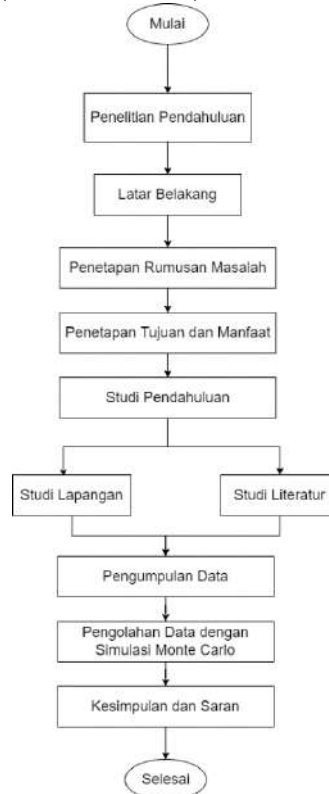 Mulai
Penelitian Pendahuluan
Latar Belakang
Penetapan Rumusan Masalah
Penetapan Tujuan dan Manfaat
Studi Pendahuluan
Studi Lapangan
Studi Literatur
Pengumpulan Data
Pengolahan Data dengan
Simulasi Monte Carlo
Kesimpulan dan Saran
Selesai